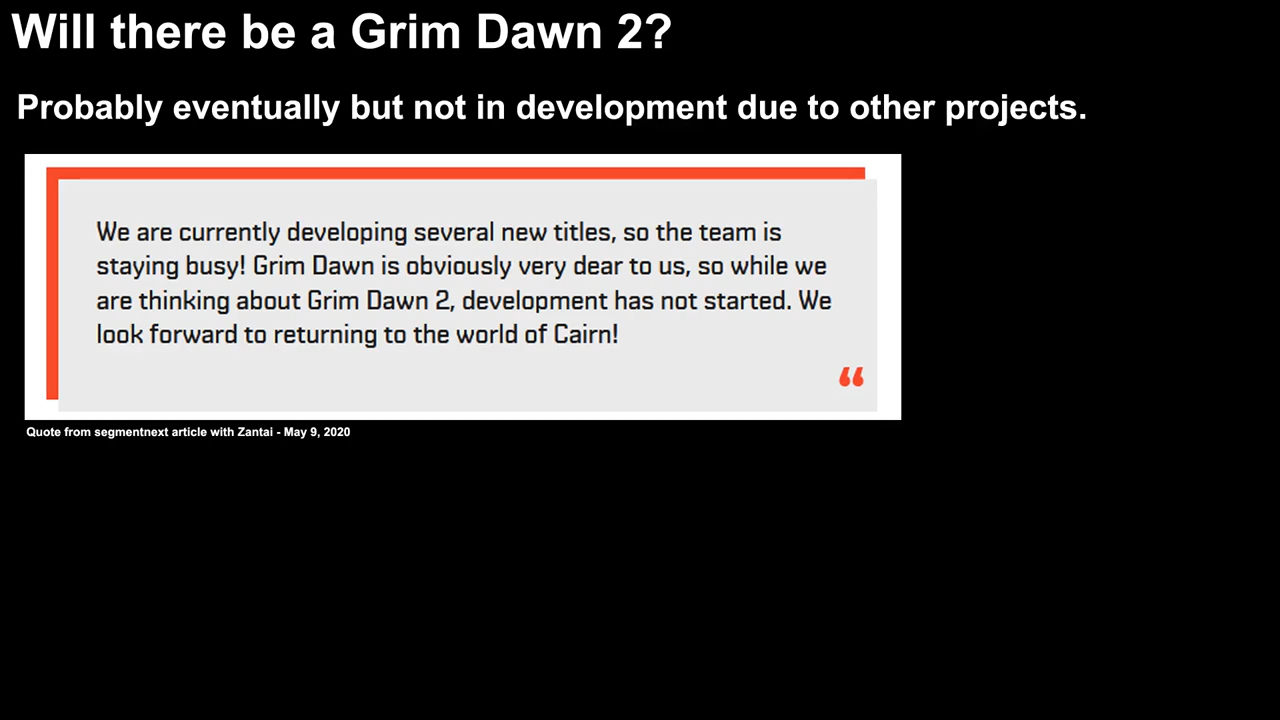 Will there be a Grim Dawn 2?
Probably eventually but not in development due to other projects.
We are currently developing several new titles, so the team is
staying busy! Grim Dawn is obviously very dear to us, so while we
are thinking about Grim Dawn 2, development has not started. We
look forward to returning to the world of Cairn!
“
Quote from segmentnext article with Zantai - May 9, 2020